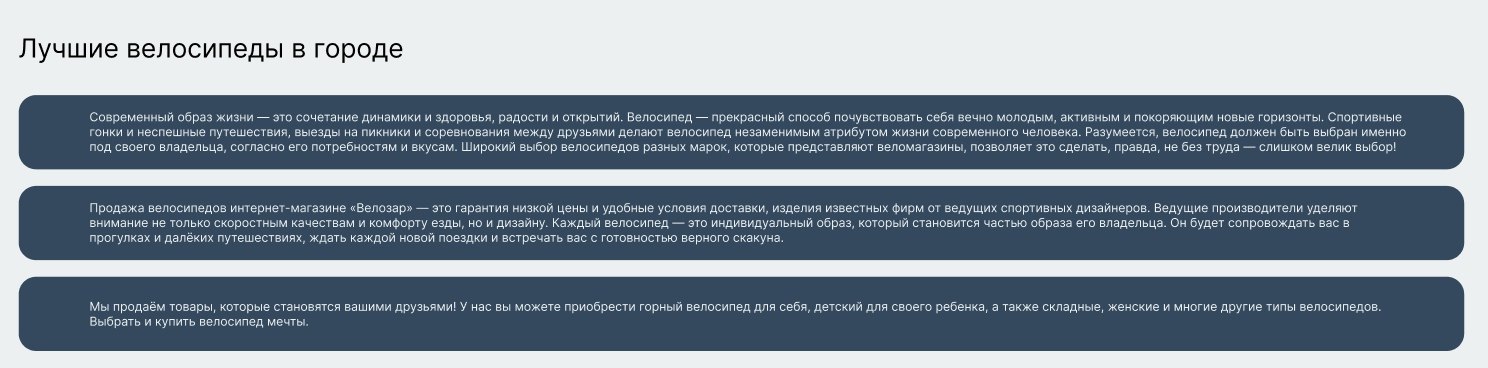 Лучшие велосипеды в городе
Современный образ жизни — это сочетание динамики и здоровья, радости и открытий. Велосипед — прекрасный способ почувствовать себя вечно молодым, активным и покоряющим новые горизонты. Спортивные
гонки и неспешные путешествия, выезды на пикники и соревнования между друзьями делают велосипед незаменимым атрибутом жизни современного человека. Разумеется, велосипед должен быть выбран именно
под своего владельца, согласно его потребностям и вкусам. Широкий выбор велосипедов разных марок, которые представляют веломагазины, позволяет это сделать, правда, не без труда — слишком велик выбор!
Продажа велосипедов интернет-магазине «Велозар» — это гарантия низкой цены и удобные условия доставки, изделия известных фирм от ведущих спортивных дизайнеров. Ведущие производители уделяют
внимание не только скоростным качествам и комфорту езды, но и дизайну. Каждый велосипед — это индивидуальный образ, который становится частью образа его владельца. Он будет сопровождать вас в
прогулках и далёких путешествиях, ждать каждой новой поездки и встречать вас с готовностью верного скакуна.
Мы продаём товары, которые становятся вашими друзьями! У нас вы можете приобрести горный велосипед для себя, детский для своего ребенка, а также складные, женские и многие другие типы велосипедов.
Выбрать и купить велосипед мечты.